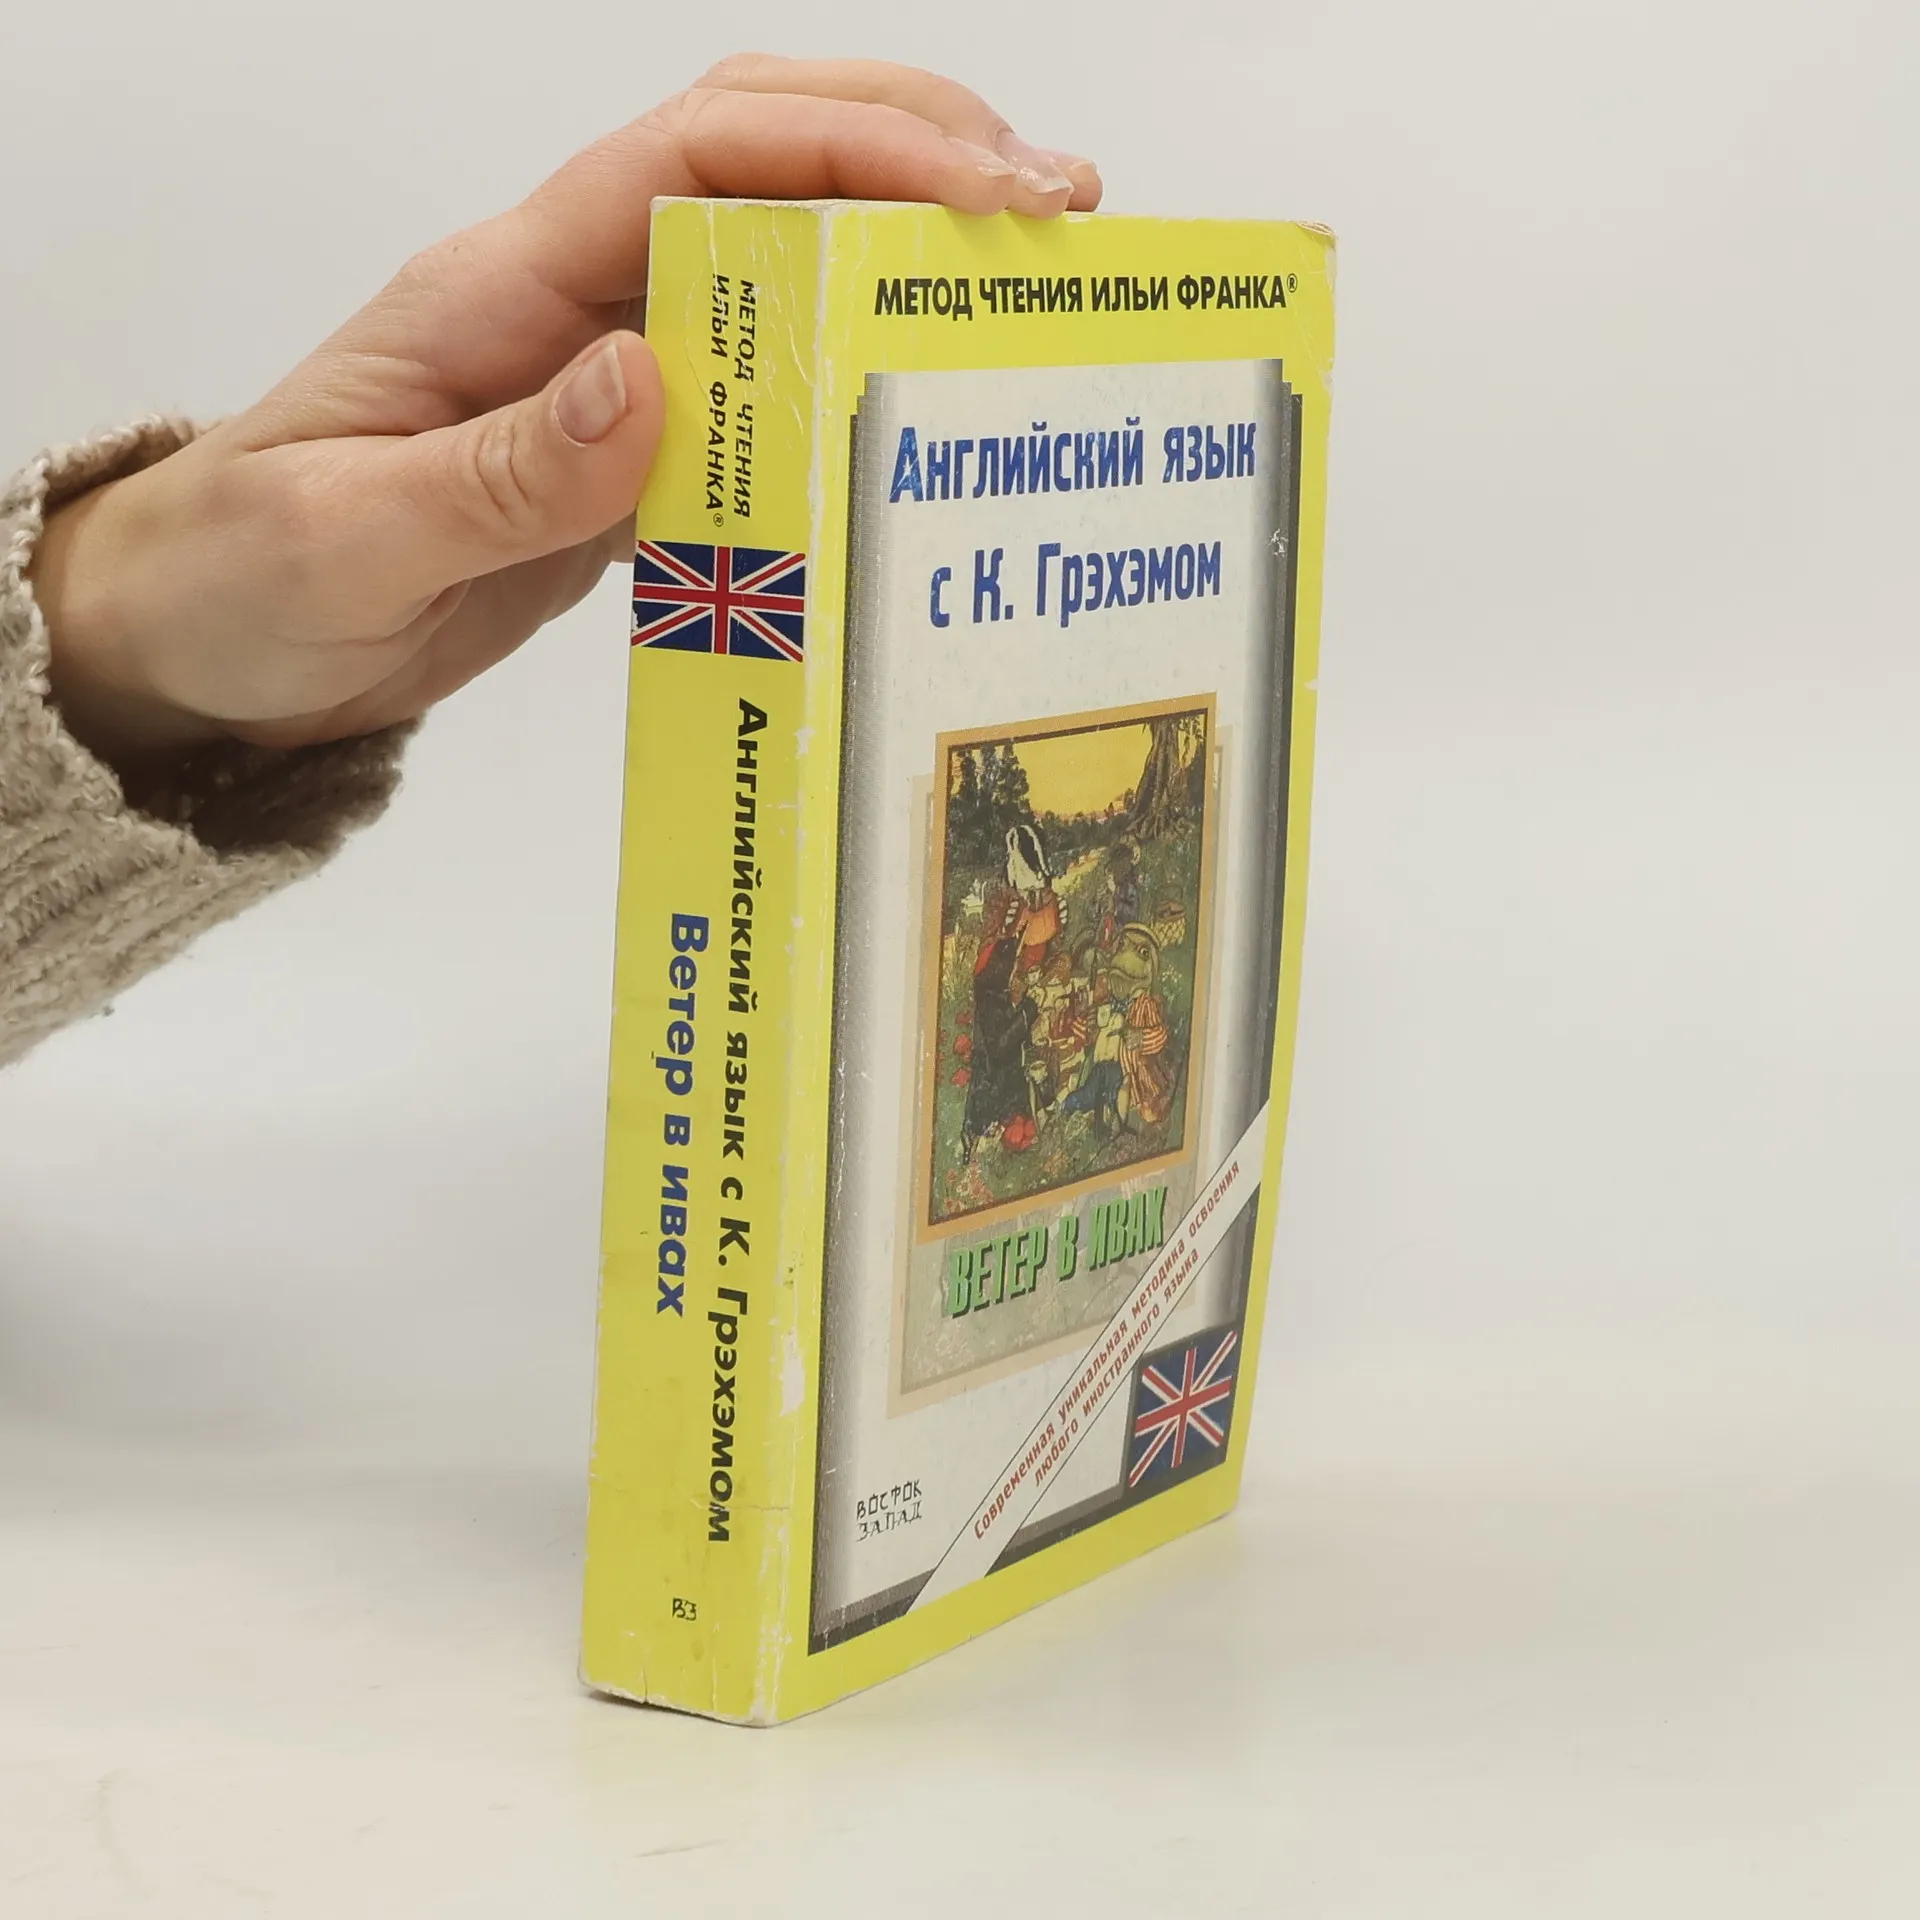 МЕТОД ЧТЕНИЯ
ИЛЬИ ФРАНКА®
Английский язык с К. Грэхэмом
Ветер в ивах
ВЗ
МЕТОД ЧТЕНИЯ ИЛЬИ ФРАНКА®
Английский язык
с К. Грэхэмом
ВЕТЕР В ИВАХ
Современная уникальная методика освоения
любого иностранного языка
ВОСТОК
ЗАПАД